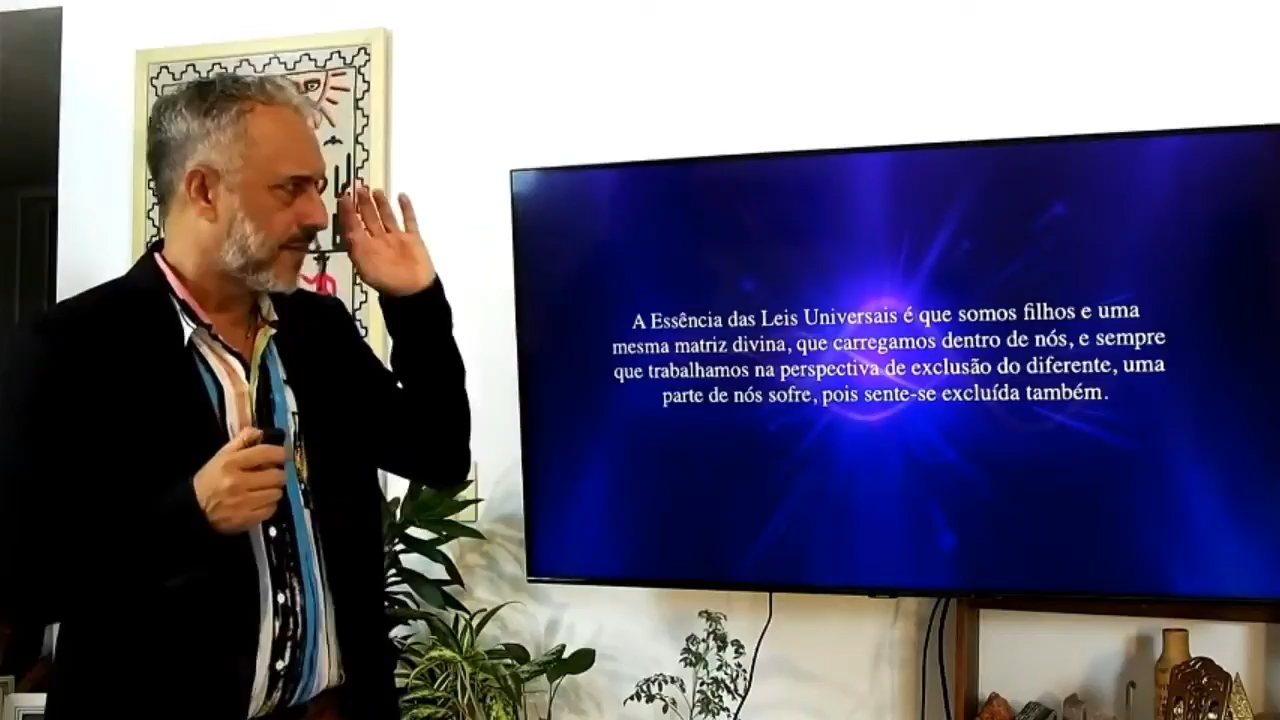 A Essência das Leis Universais é que somos filhos e uma
mesma matriz divina, que carregamos dentro de nós, e sempre
que trabalhamos na perspectiva de exclusão do diferente, uma
parte de nós sofre, pois sente-se excluída também.